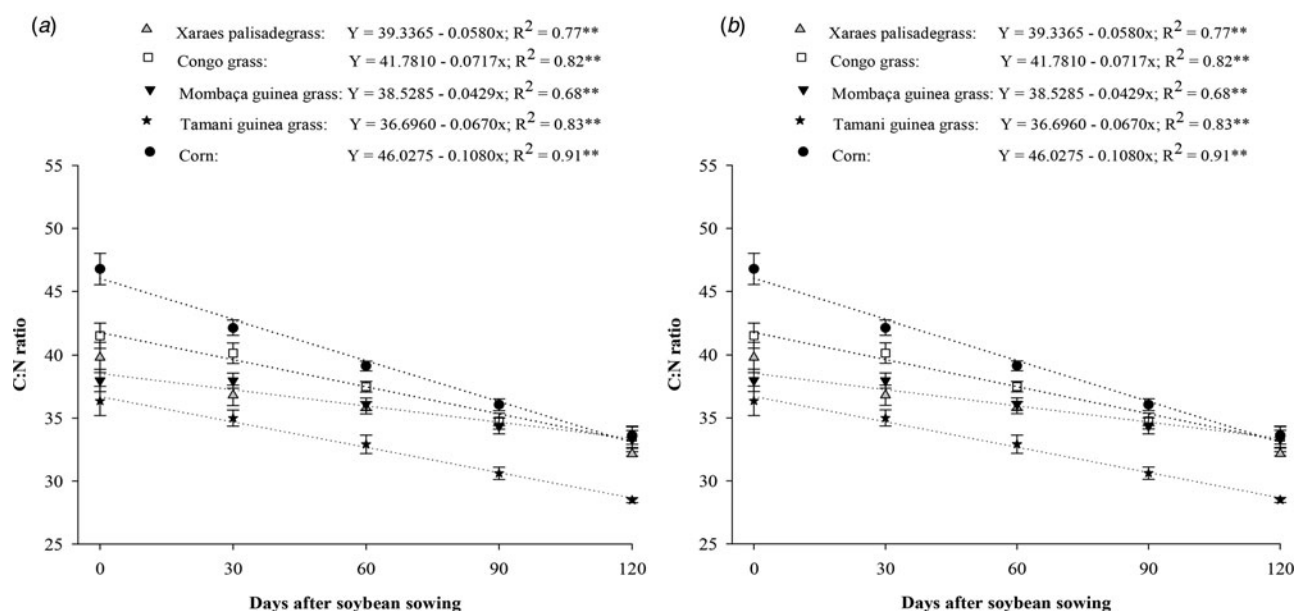 (a)
Xaraes palisadegrass: Y = 39.3365 - 0.0580x; R² = 0.77**
Congo grass: Y = 41.7810 - 0.0717x; R² = 0.82**
Mombaça guinea grass: Y = 38.5285 - 0.0429x; R² = 0.68**
Tamani guinea grass: Y = 36.6960 - 0.0670x; R² = 0.83**
Corn: Y = 46.0275 - 0.1080x; R² = 0.91**
55
50
45
40
35
30
25
C:N ratio
0 30 60 90 120
Days after soybean sowing
(b)
Xaraes palisadegrass: Y = 39.3365 - 0.0580x; R² = 0.77**
Congo grass: Y = 41.7810 - 0.0717x; R² = 0.82**
Mombaça guinea grass: Y = 38.5285 - 0.0429x; R² = 0.68**
Tamani guinea grass: Y = 36.6960 - 0.0670x; R² = 0.83**
Corn: Y = 46.0275 - 0.1080x; R² = 0.91**
55
50
45
40
35
30
25
C:N ratio
0 30 60 90 120
Days after soybean sowing